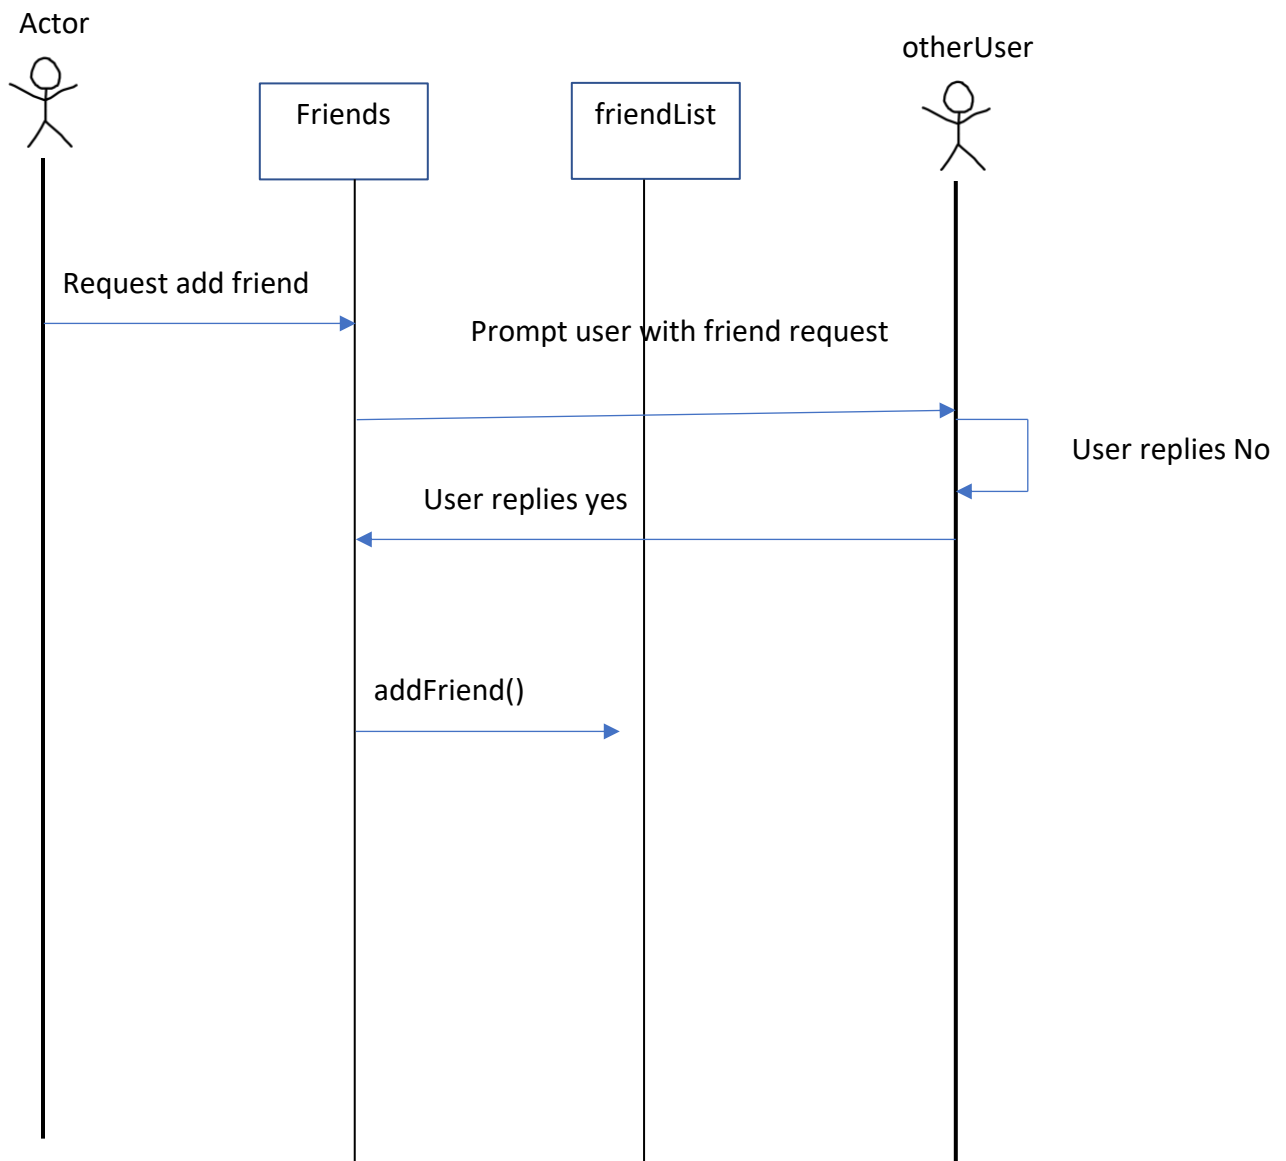 Actor
otherUser
Friends
friendList
Request add friend
Prompt user with friend request
User replies No
User replies yes
addFriend()